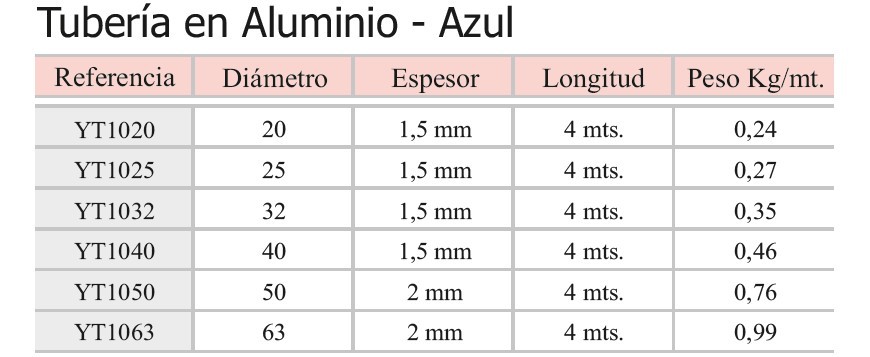 Tubería en Aluminio - Azul
Referencia Diámetro Espesor Longitud Peso Kg/mt.
YT1020 20 1,5 mm 4 mts. 0,24
YT1025 25 1,5 mm 4 mts. 0,27
YT1032 32 1,5 mm 4 mts. 0,35
YT1040 40 1,5 mm 4 mts. 0,46
YT1050 50 2 mm 4 mts. 0,76
YT1063 63 2 mm 4 mts. 0,99